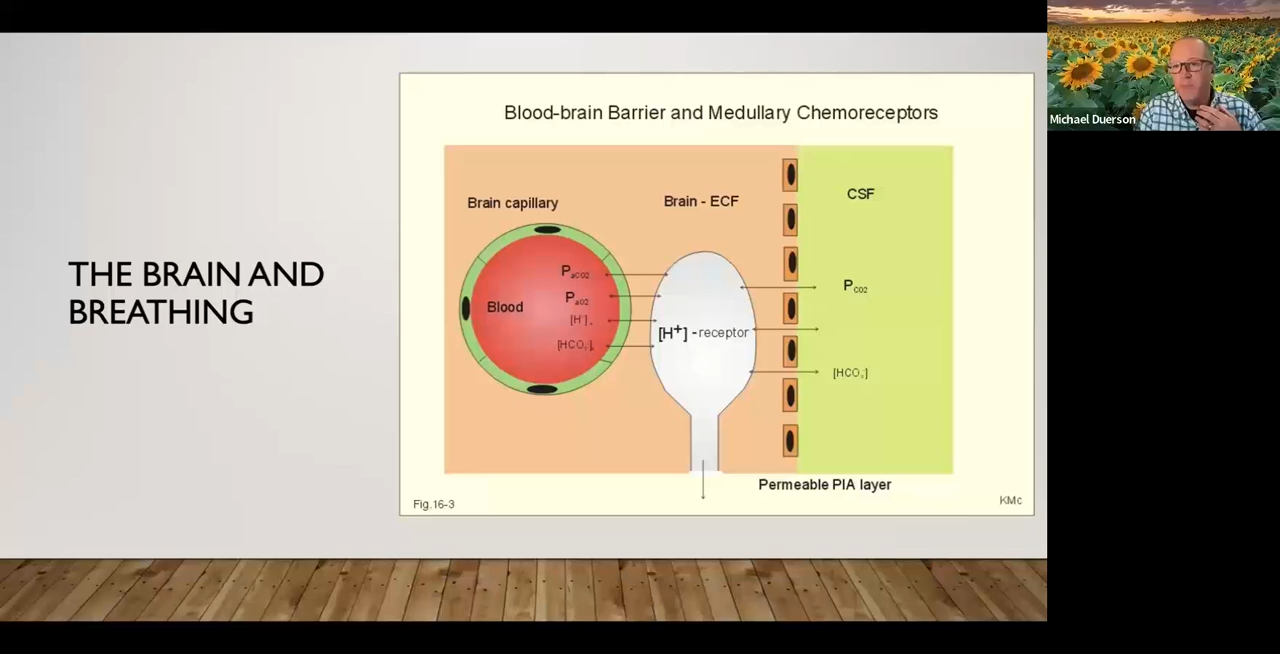 THE BRAIN AND
BREATHING
Blood-brain Barrier and Medullary Chemoreceptors
Brain capillary
Brain - ECF
CSF
Blood
PaCO2
PaO2
[H⁺]
[HCO₃⁻]
[H⁺] - receptor
PCO2
[HCO₃⁻]
Permeable PIA layer
Fig.16-3
KMc
Michael Duerson